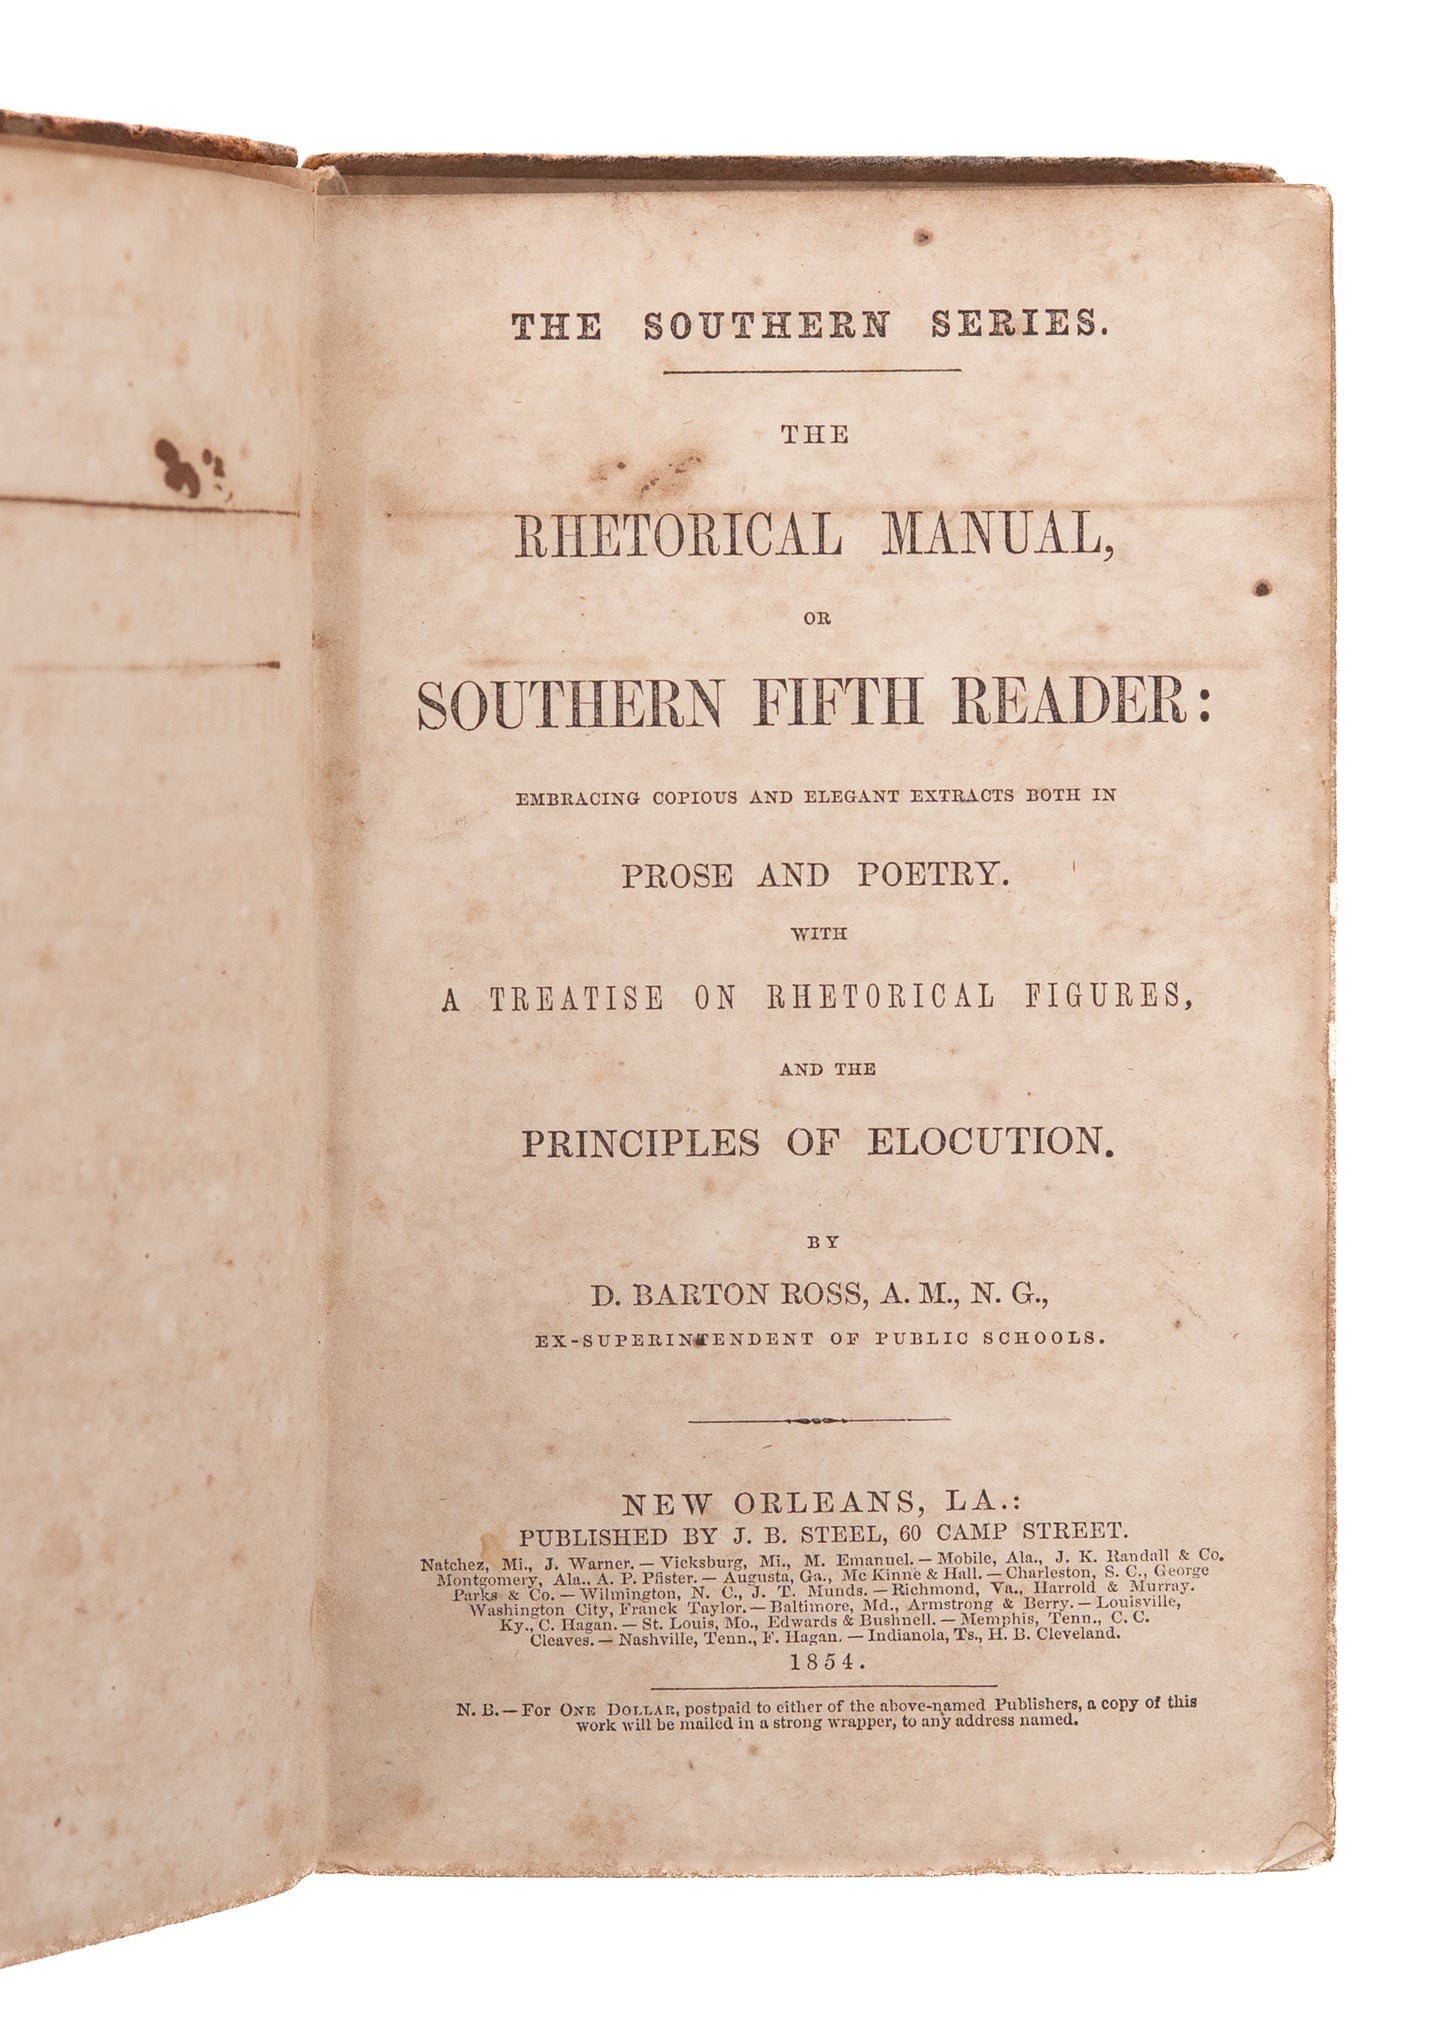 THE SOUTHERN SERIES.
THE
RHETORICAL MANUAL,
OR
SOUTHERN FIFTH READER:
EMBRACING COPIOUS AND ELEGANT EXTRACTS BOTH IN
PROSE AND POETRY.
WITH
A TREATISE ON RHETORICAL FIGURES,
AND THE
PRINCIPLES OF ELOCUTION.
BY
D. BARTON ROSS, A. M., N. G.,
EX-SUPERINTENDENT OF PUBLIC SCHOOLS.
NEW ORLEANS, LA.:
PUBLISHED BY J. B. STEEL, 60 CAMP STREET.
Natchez, Mi., J. Warner. — Vicksburg, Mi., M. Emanuel. — Mobile, Ala., J. K. Randall & Co.
Montgomery, Ala., A. P. Pfister. — Augusta, Ga., Mc Kinne & Hall. — Charleston, S. C., George
Parks & Co. — Wilmington, N. C., J. T. Munds. — Richmond, Va., Harrold & Murray.
Washington City, Franck Taylor. — Baltimore, Md., Armstrong & Berry. — Louisville,
Ky., C. Hagan. — St. Louis, Mo., Edwards & Bushnell. — Memphis, Tenn., C. C.
Cleaves. — Nashville, Tenn., F. Hagan. — Indianola, Ts., H. B. Cleveland.
1854.
N. B. — For ONE DOLLAR, postpaid to either of the above-named Publishers, a copy of this
work will be mailed in a strong wrapper, to any address named.